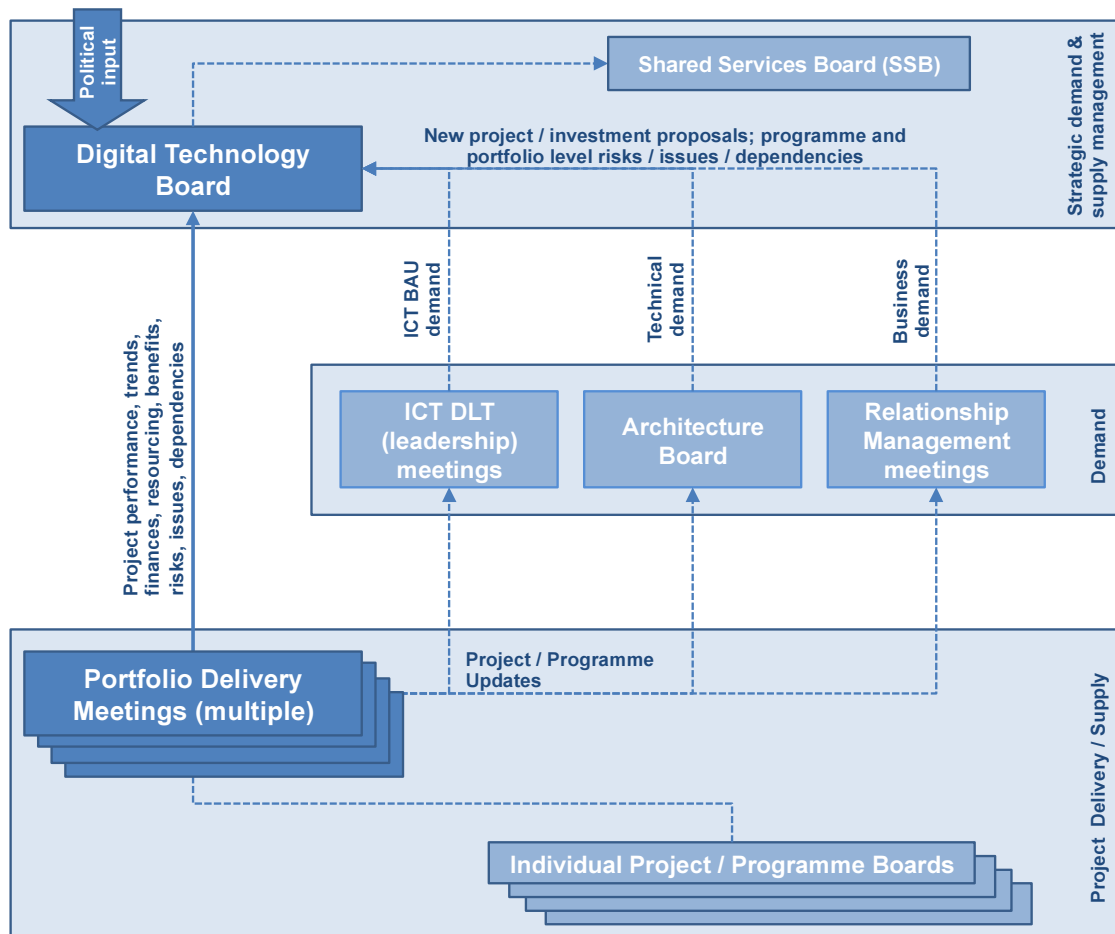 Political
input
Shared Services Board (SSB)
Strategic demand &
supply management
Digital Technology
Board
New project / investment proposals; programme and
portfolio level risks / issues / dependencies
ICT BAU
demand
Technical
demand
Business
demand
Project performance, trends,
finances, resourcing, benefits,
risks, issues, dependencies
ICT DLT
(leadership)
meetings
Architecture
Board
Relationship
Management
meetings
Demand
Portfolio Delivery
Meetings (multiple)
Project / Programme
Updates
Individual Project / Programme Boards
Project Delivery / Supply